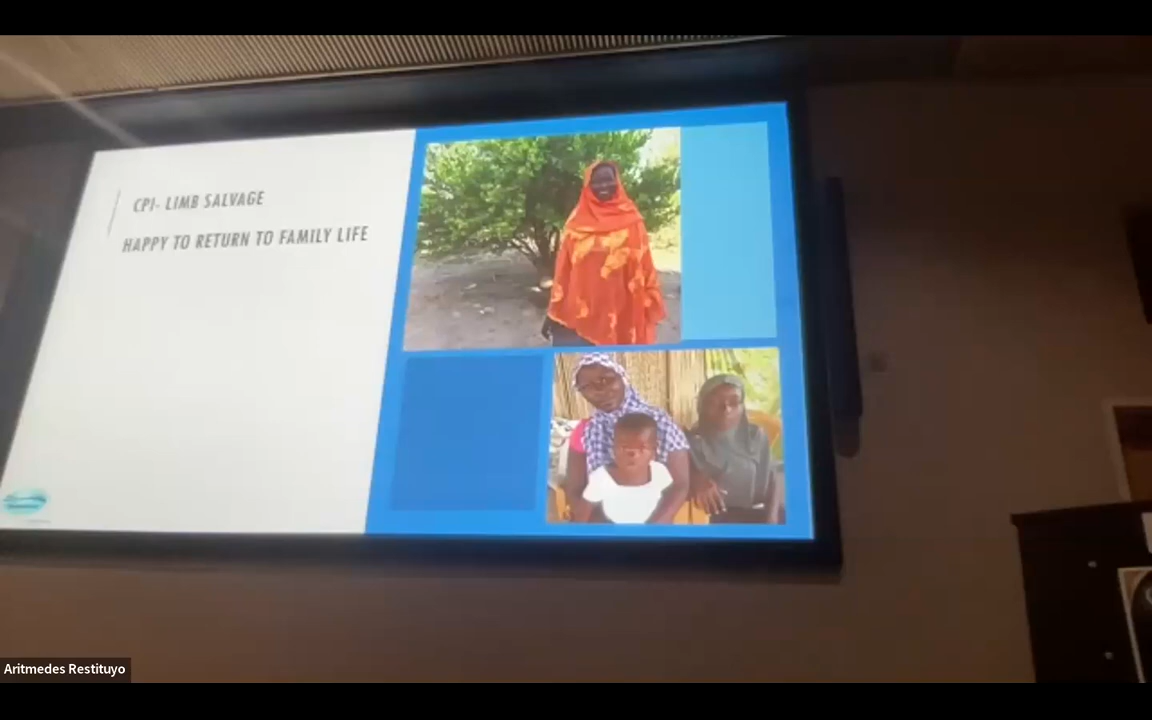 CPI- LIMB SALVAGE
HAPPY TO RETURN TO FAMILY LIFE
Aritmedes Restituyo